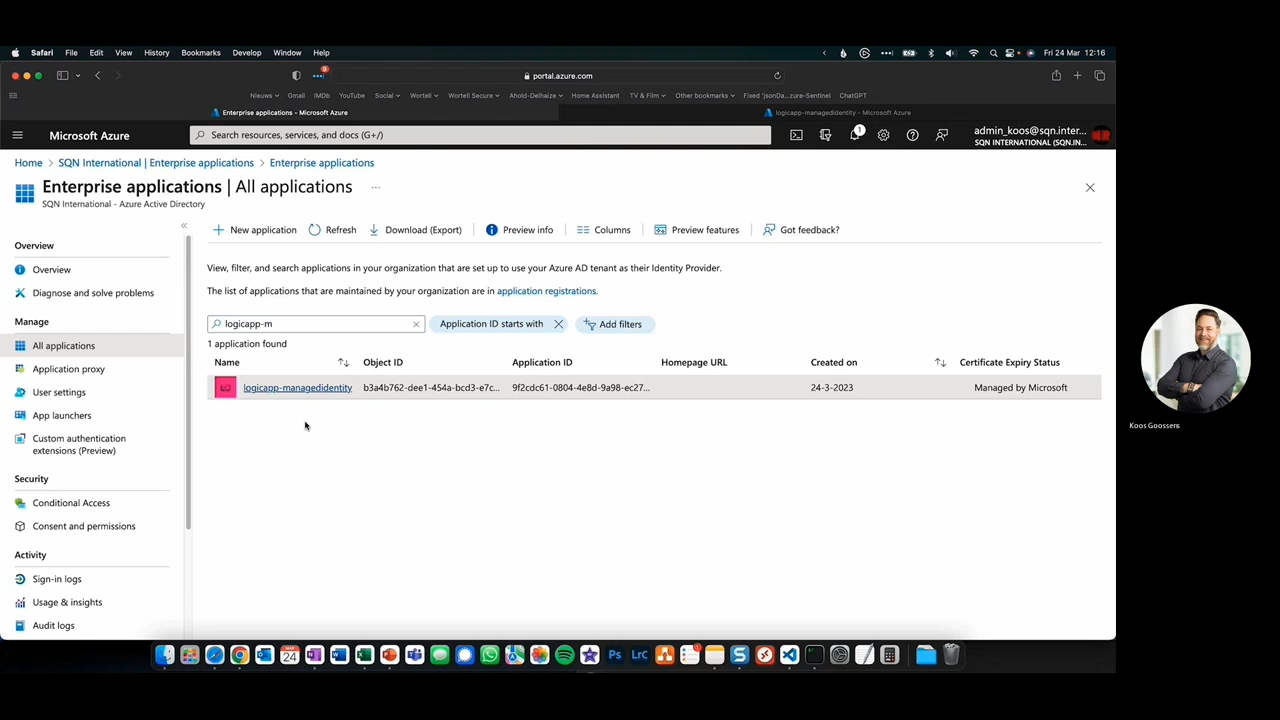 Safari File Edit View History Bookmarks Develop Window Help
Fri 24 Mar 12:16
portal.azure.com
Nieuws Gmail IMDb YouTube Social Wortell Wortell Secure Ahold-Delhaize Home Assistant TV & Film Other bookmarks Fixed 'jsonDa...zure-Sentinel ChatGPT
Enterprise applications – Microsoft Azure
logicapp-managedidentity - Microsoft Azure
Microsoft Azure
Search resources, services, and docs (G+/)
1
admin_koos@sqn.inter...
SQN INTERNATIONAL (SQN.IN...
Home > SQN International | Enterprise applications > Enterprise applications
Enterprise applications | All applications ...
SQN International - Azure Active Directory
Overview
Overview
Diagnose and solve problems
Manage
All applications
Application proxy
User settings
App launchers
Custom authentication
extensions (Preview)
Security
Conditional Access
Consent and permissions
Activity
Sign-in logs
Usage & insights
Audit logs
New application Refresh Download (Export) Preview info Columns Preview features Got feedback?
View, filter, and search applications in your organization that are set up to use your Azure AD tenant as their Identity Provider.
The list of applications that are maintained by your organization are in application registrations.
logicapp-m
Application ID starts with
Add filters
1 application found
Name Object ID Application ID Homepage URL Created on Certificate Expiry Status
logicapp-managedidentity b3a4b762-dee1-454a-bcd3-e7c... 9f2cdc61-0804-4e8d-9a98-ec27... 24-3-2023 Managed by Microsoft
Koos Goossens
MAR
24
Ps
LrC